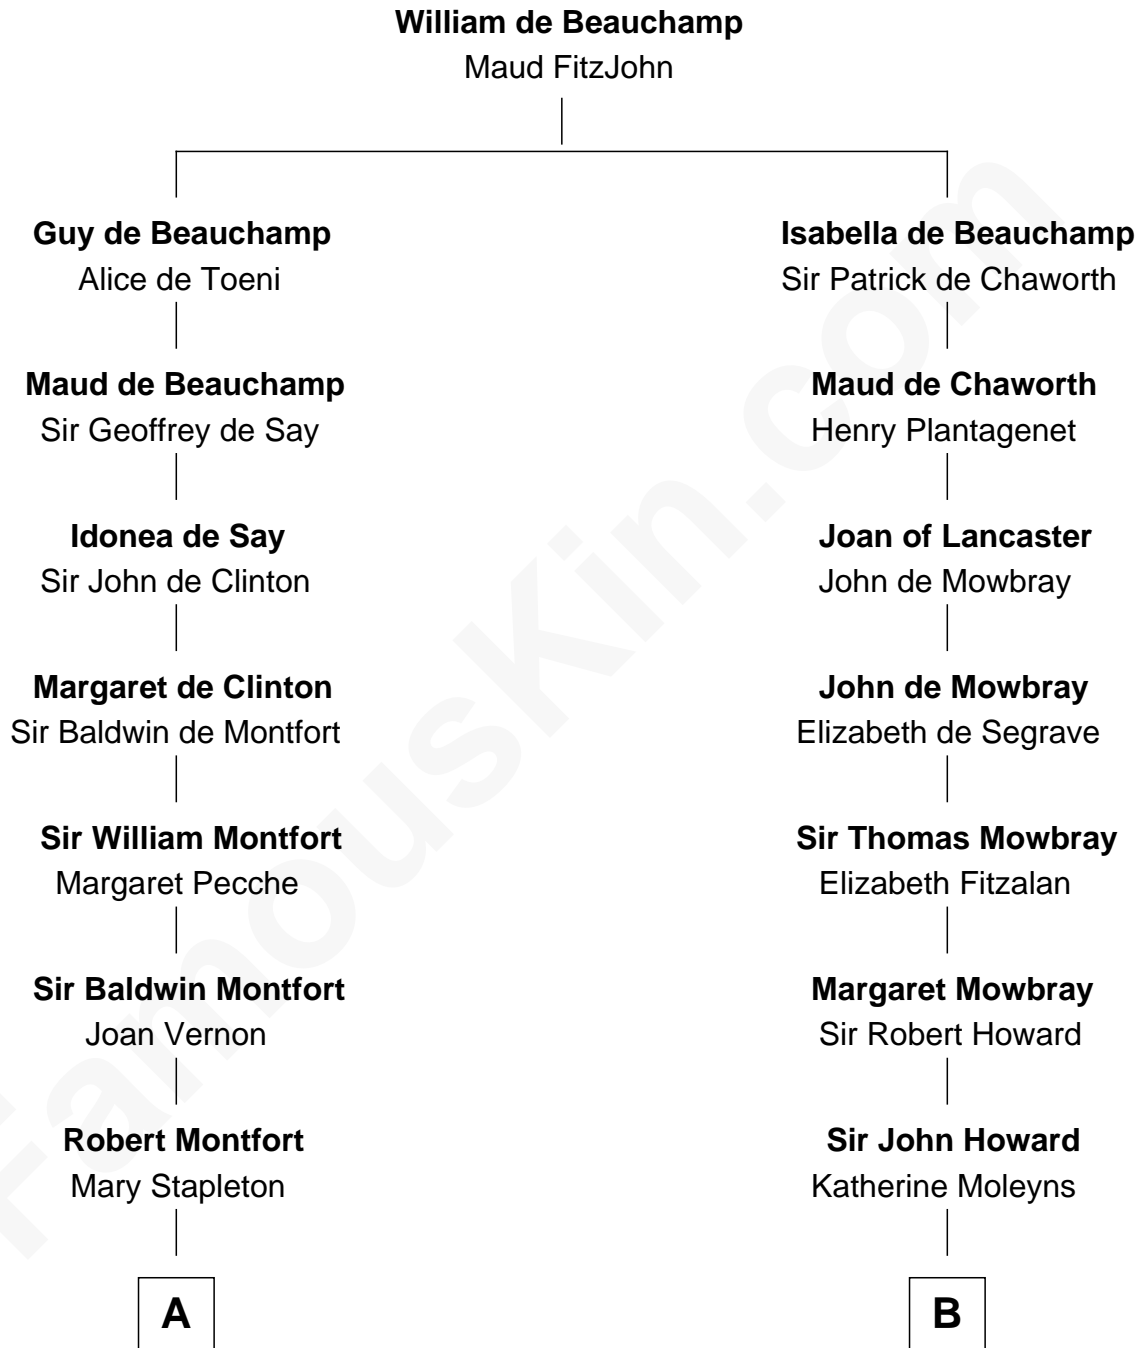 William de Beauchamp
Maud FitzJohn
Guy de Beauchamp
Alice de Toeni
Isabella de Beauchamp
Sir Patrick de Chaworth
Maud de Beauchamp
Sir Geoffrey de Say
Maud de Chaworth
Henry Plantagenet
Idonea de Say
Sir John de Clinton
Joan of Lancaster
John de Mowbray
Margaret de Clinton
Sir Baldwin de Montfort
John de Mowbray
Elizabeth de Segrave
Sir William Montfort
Margaret Pecche
Sir Thomas Mowbray
Elizabeth Fitzalan
Sir Baldwin Montfort
Joan Vernon
Margaret Mowbray
Sir Robert Howard
Robert Montfort
Mary Stapleton
Sir John Howard
Katherine Moleyns
A
B
FamousKin.com